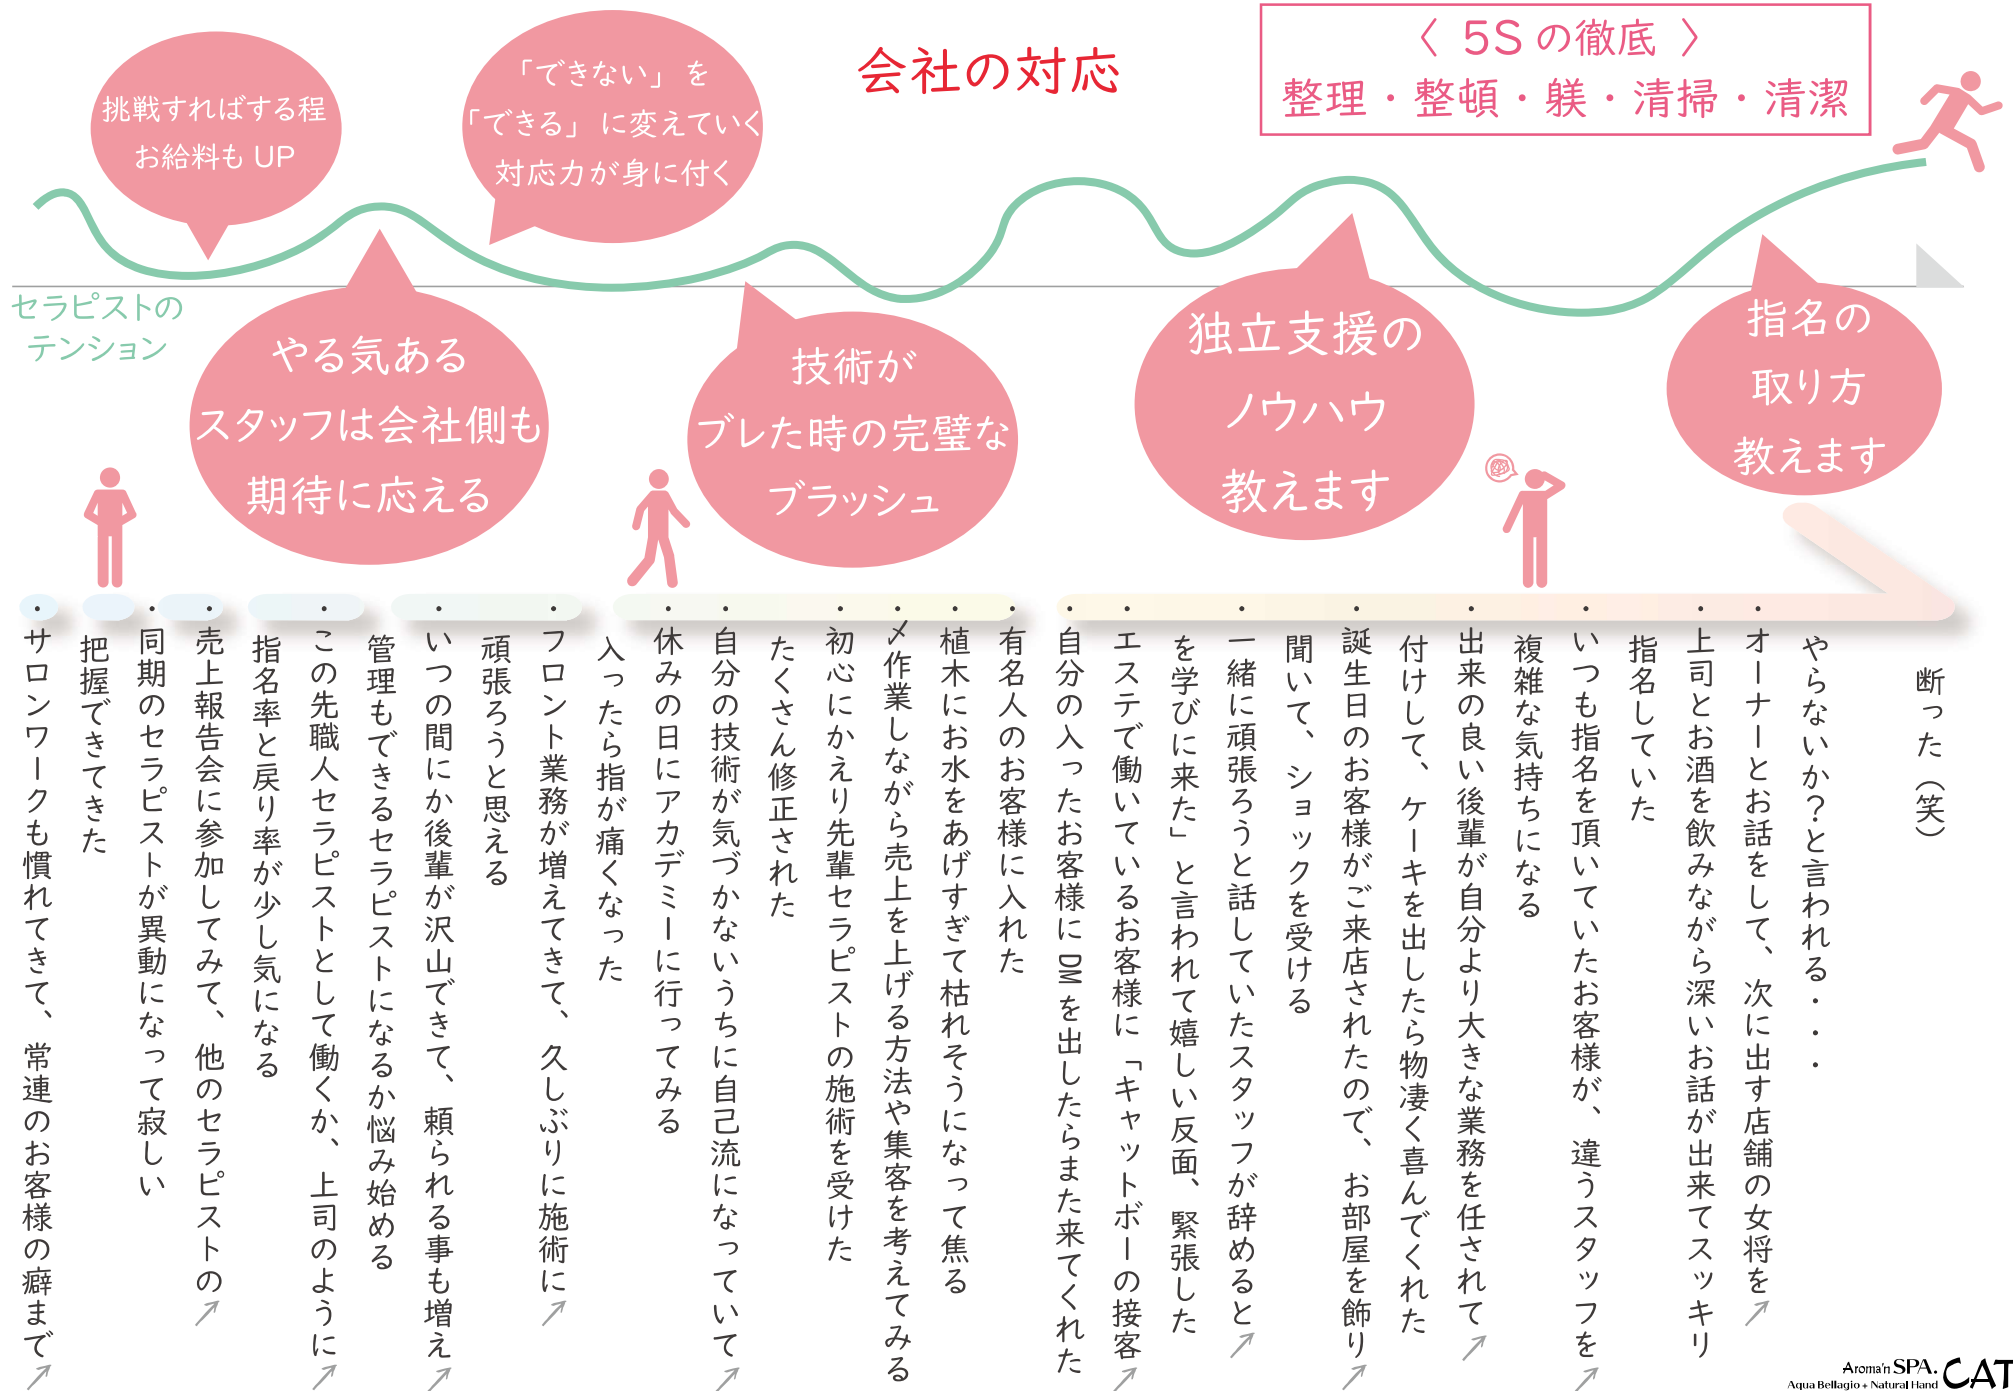 会社の対応
〈 5S の徹底 〉
整理・整頓・躾・清掃・清潔
挑戦すればする程
お給料も UP
「できない」を
「できる」に変えていく
対応力が身に付く
セラピストの
テンション
やる気ある
スタッフは会社側も
期待に応える
技術が
ブレた時の完璧な
ブラッシュ
独立支援の
ノウハウ
教えます
指名の
取り方
教えます
・サロンワークも慣れてきて、常連のお客様の癖まで↗
把握できてきた
・同期のセラピストが異動になって寂しい
・売上報告会に参加してみて、他のセラピストの↗
指名率と戻り率が少し気になる
・この先職人セラピストとして働くか、上司のように↗
管理もできるセラピストになるか悩み始める
・いつの間にか後輩が沢山できて、頼られる事も増え↗
頑張ろうと思える
・フロント業務が増えてきて、久しぶりに施術に↗
入ったら指が痛くなった
・休みの日にアカデミーに行ってみる
・自分の技術が気づかないうちに自己流になっていて↗
たくさん修正された
・初心にかえり先輩セラピストの施術を受けた
・〆作業しながら売上を上げる方法や集客を考えてみる
・植木にお水をあげすぎて枯れそうになって焦る
・有名人のお客様に入れた
・自分の入ったお客様に DM を出したらまた来てくれた
・エステで働いているお客様に「キャットボーの接客↗
を学びに来た」と言われて嬉しい反面、緊張した
・一緒に頑張ろうと話していたスタッフが辞めると↗
聞いて、ショックを受ける
・誕生日のお客様がご来店されたので、お部屋を飾り↗
付けして、ケーキを出したら物凄く喜んでくれた
・出来の良い後輩が自分より大きな業務を任されて↗
複雑な気持ちになる
・いつも指名を頂いていたお客様が、違うスタッフを↗
指名していた
・上司とお酒を飲みながら深いお話が出来てスッキリ
・オーナーとお話をして、次に出す店舗の女将を↗
やらないか？と言われる・・・
断った（笑）
Aroma'n SPA. CAT
Aqua Bellagio + Natural Hand